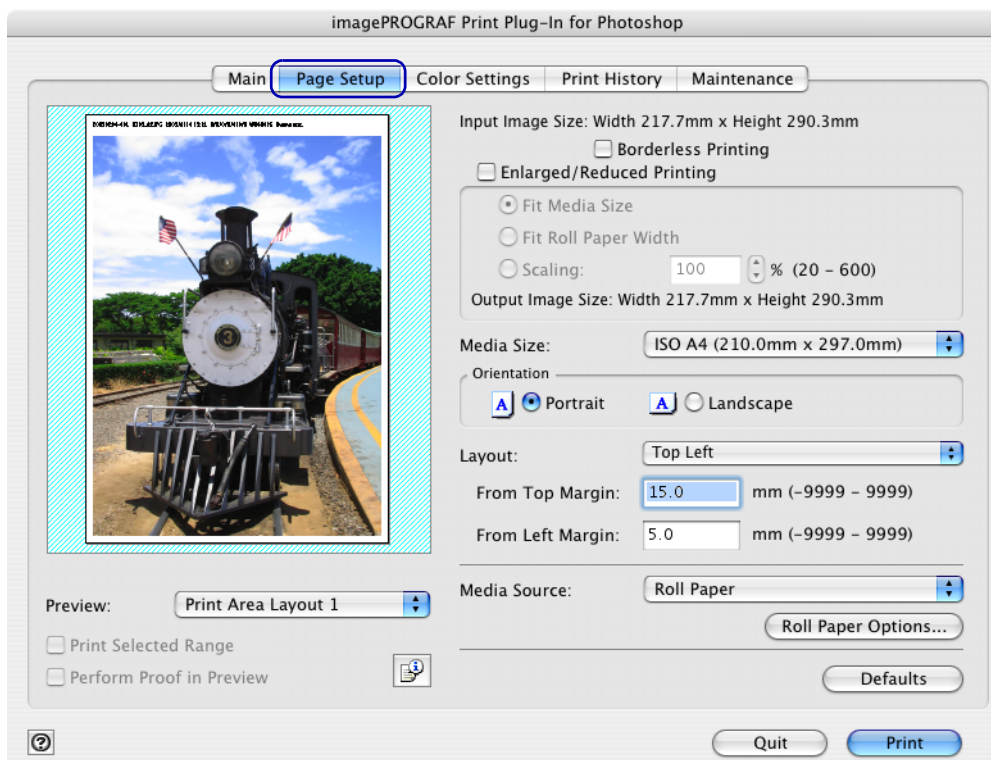 imagePROGRAF Print Plug-In for Photoshop
Main Page Setup Color Settings Print History Maintenance
Input Image Size: Width 217.7mm x Height 290.3mm
Borderless Printing
Enlarged/Reduced Printing
Fit Media Size
Fit Roll Paper Width
Scaling: 100 % (20 - 600)
Output Image Size: Width 217.7mm x Height 290.3mm
Media Size: ISO A4 (210.0mm x 297.0mm)
Orientation
A Portrait A Landscape
Layout: Top Left
From Top Margin: 15.0 mm (-9999 - 9999)
From Left Margin: 5.0 mm (-9999 - 9999)
Media Source: Roll Paper
Roll Paper Options...
Defaults
3
Preview: Print Area Layout 1
Print Selected Range
Perform Proof in Preview
?
Quit Print